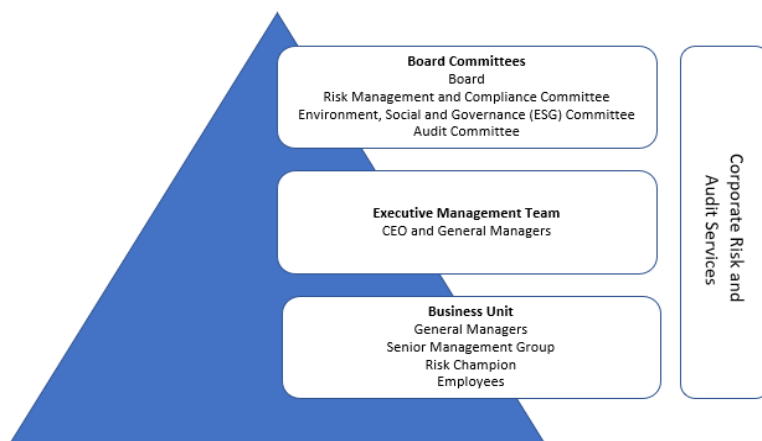 Board Committees
Board
Risk Management and Compliance Committee
Environment, Social and Governance (ESG) Committee
Audit Committee
Executive Management Team
CEO and General Managers
Business Unit
General Managers
Senior Management Group
Risk Champion
Employees
Corporate Risk and
Audit Services